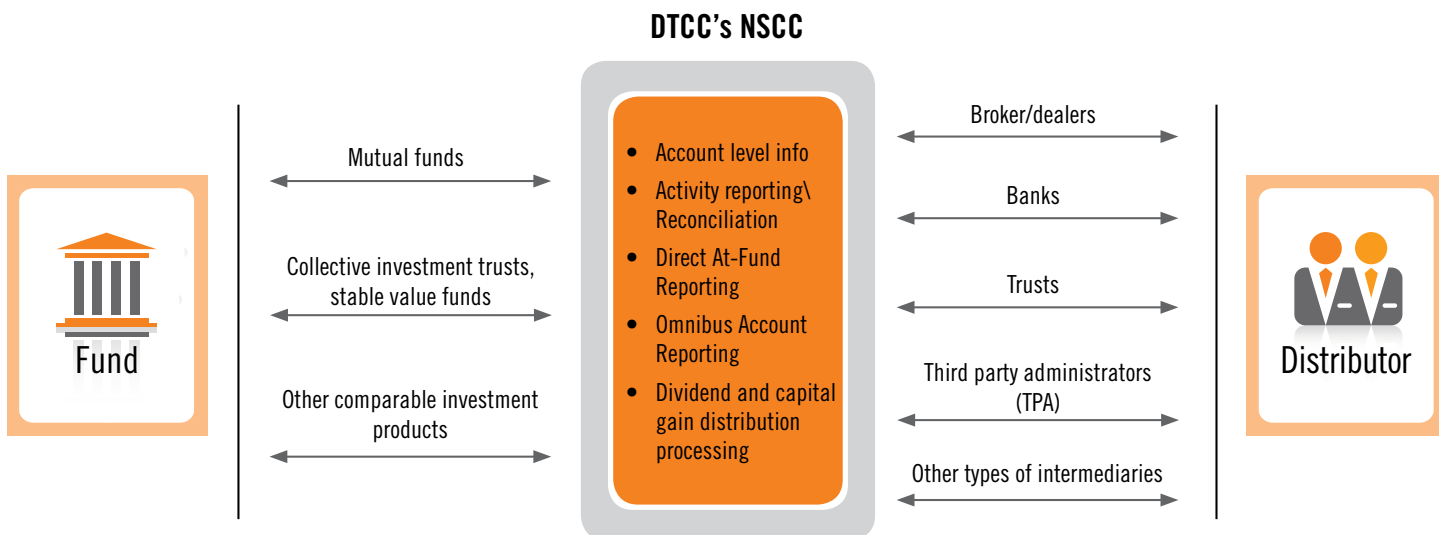 DTCC's NSCC
Fund
Mutual funds
Collective investment trusts,
stable value funds
Other comparable investment
products
• Account level info
• Activity reporting\
Reconciliation
• Direct At-Fund
Reporting
• Omnibus Account
Reporting
• Dividend and capital
gain distribution
processing
Broker/dealers
Banks
Trusts
Third party administrators
(TPA)
Other types of intermediaries
Distributor